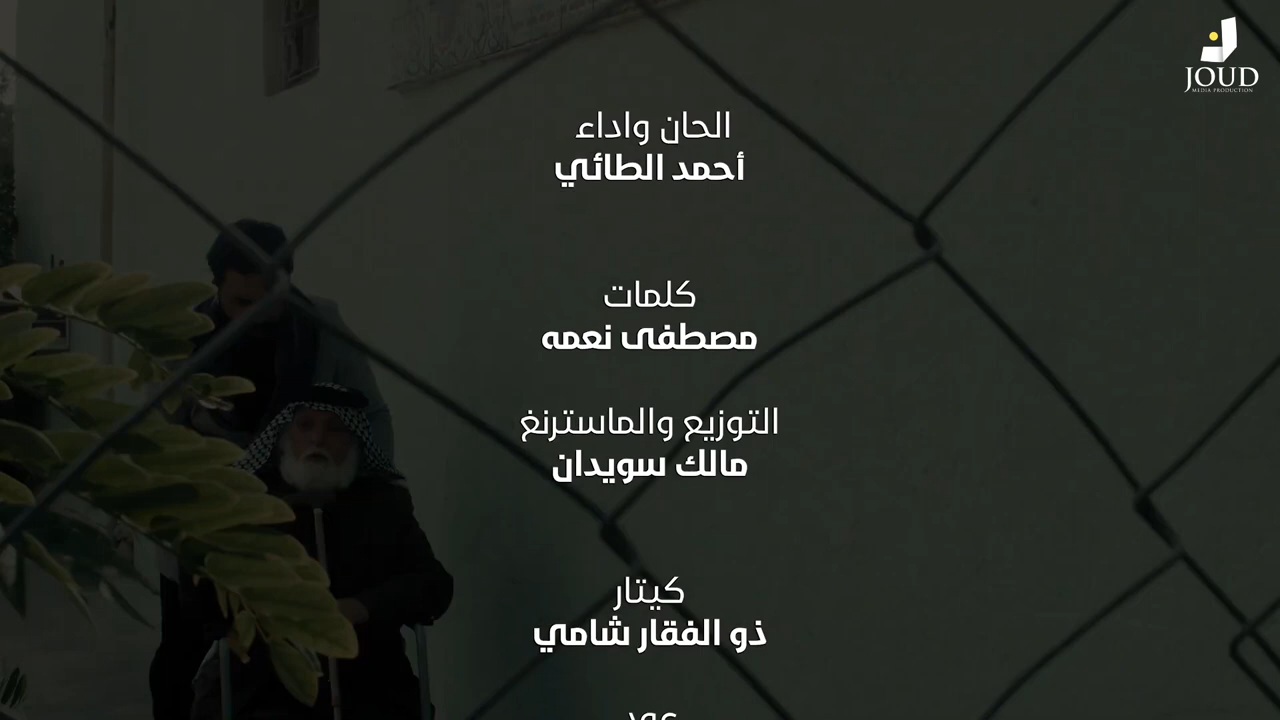 JOUD
MEDIA PRODUCTION
الحان واداء
أحمد الطائي
كلمات
مصطفى نعمه
التوزيع والماسترنغ
مالك سويدان
كيتار
ذو الفقار شامي